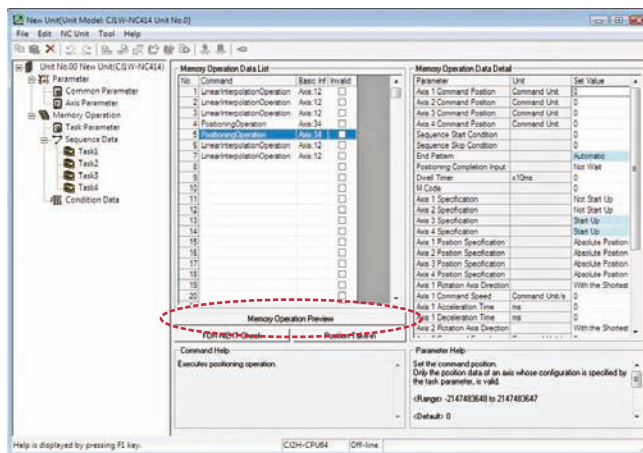 New Unit[Unit Model: CJ1W-NC414 Unit No.0]
File Edit NC Unit Tool Help
Unit No.00 New Unit(CJ1W-NC414)
Parameter
Common Parameter
Axis Parameter
Memory Operation
Task Parameter
Sequence Data
Task1
Task2
Task3
Task4
Condition Data
Memory Operation Data List
No. Command Basic Inf Invalid
1 LinearInterpolationOperation Axis:12
2 LinearInterpolationOperation Axis:12
3 LinearInterpolationOperation Axis:12
4 PositioningOperation Axis:34
5 PositioningOperation Axis:34
6 LinearInterpolationOperation Axis:12
7 LinearInterpolationOperation Axis:12
8
9
10
11
12
13
14
15
16
17
18
19
20
Memory Operation Preview
FOR-NEXT Check
Command Help
Executes positioning operation.
Memory Operation Data Detail
Parameter Unit Set Value
Axis 1 Command Position Command Unit 0
Axis 2 Command Position Command Unit 0
Axis 3 Command Position Command Unit 0
Axis 4 Command Position Command Unit 0
Sequence Start Condition 0
Sequence Skip Condition 0
End Pattern Automatic
Positioning Completion Input Not Wait
Dwell Timer x10ms 0
M Code 0
Axis 1 Specification Not Start Up
Axis 2 Specification Not Start Up
Axis 3 Specification Start Up
Axis 4 Specification Start Up
Axis 1 Position Specification Absolute Position
Axis 2 Position Specification Absolute Position
Axis 3 Position Specification Absolute Position
Axis 4 Position Specification Absolute Position
Axis 1 Rotation Axis Direction With the Shortest
Axis 1 Command Speed Command Unit/s 0
Axis 1 Acceleration Time ms 0
Axis 1 Deceleration Time ms 0
Axis 2 Rotation Axis Direction With the Shortest
Parameter Help
Set the command position.
Only the position data of an axis whose configuration is specified by
the task parameter, is valid.
<Range> -2147483648 to 2147483647
<Default> 0
Help is displayed by pressing F1 key.
CJ2H-CPU64 Off-line